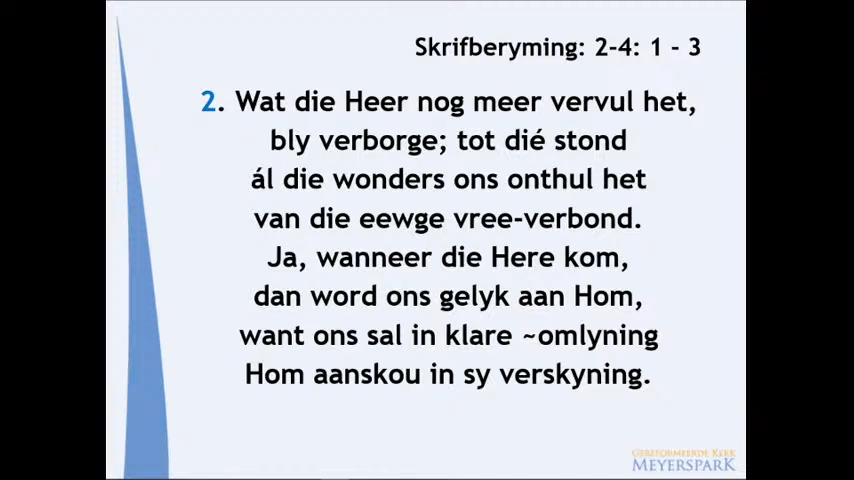 Skrifberyming: 2-4: 1 - 3
2. Wat die Heer nog meer vervul het,
bly verborge; tot dié stond
ál die wonders ons onthul het
van die eewge vree-verbond.
Ja, wanneer die Here kom,
dan word ons gelyk aan Hom,
want ons sal in klare ~omlyning
Hom aanskou in sy verskyning.
GEREFORMEERDE KERK
MEYERSPARK